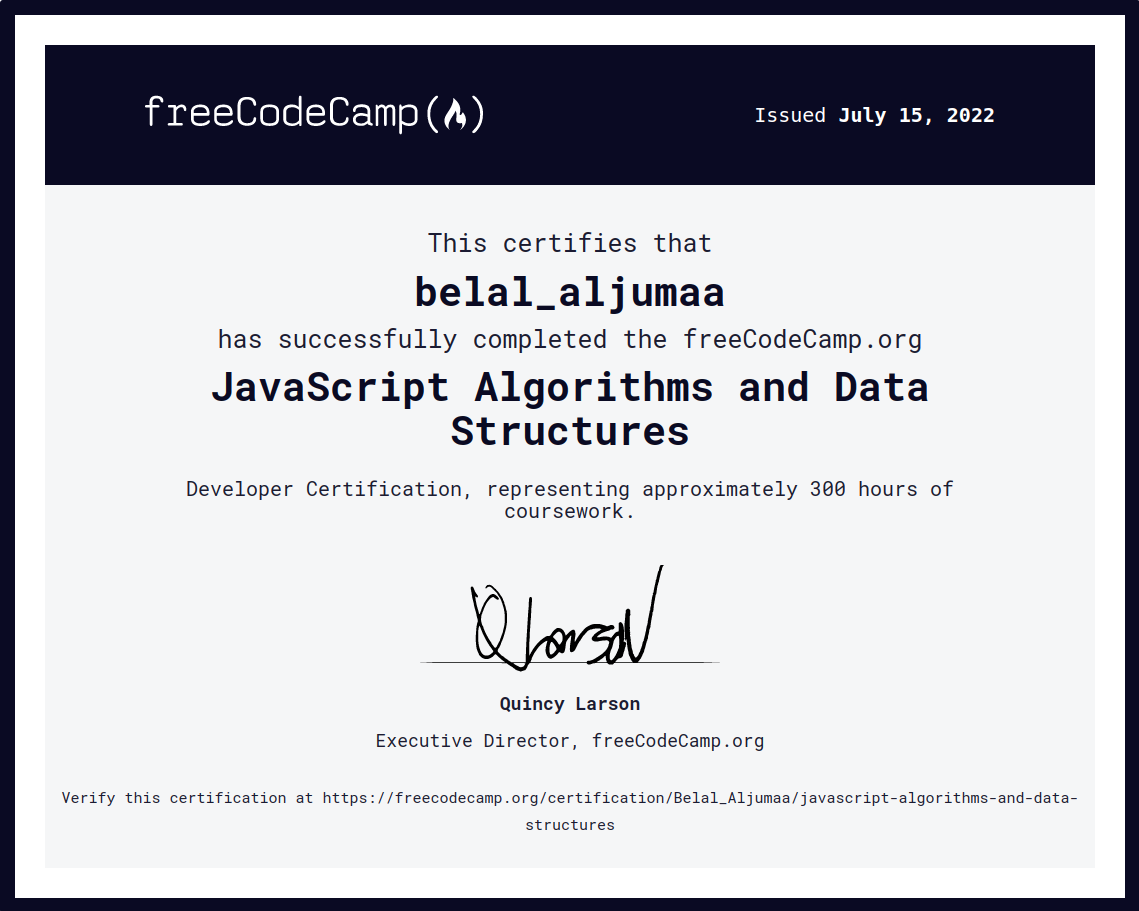 freeCodeCamp
Issued July 15, 2022
This certifies that
belal_aljumaa
has successfully completed the freeCodeCamp.org
JavaScript Algorithms and Data
Structures
Developer Certification, representing approximately 300 hours of
coursework.
Q Larson
Quincy Larson
Executive Director, freeCodeCamp.org
Verify this certification at https://freecodecamp.org/certification/Belal_Aljumaa/javascript-algorithms-and-data-
structures